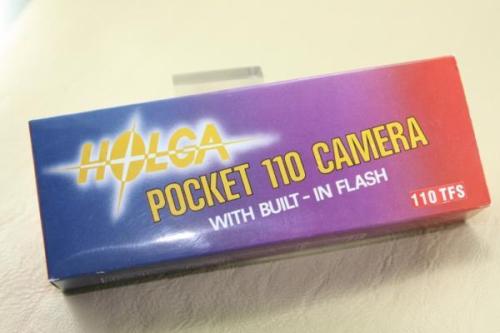 HOLGA
POCKET 110 CAMERA
WITH BUILT-IN FLASH
110 TFS